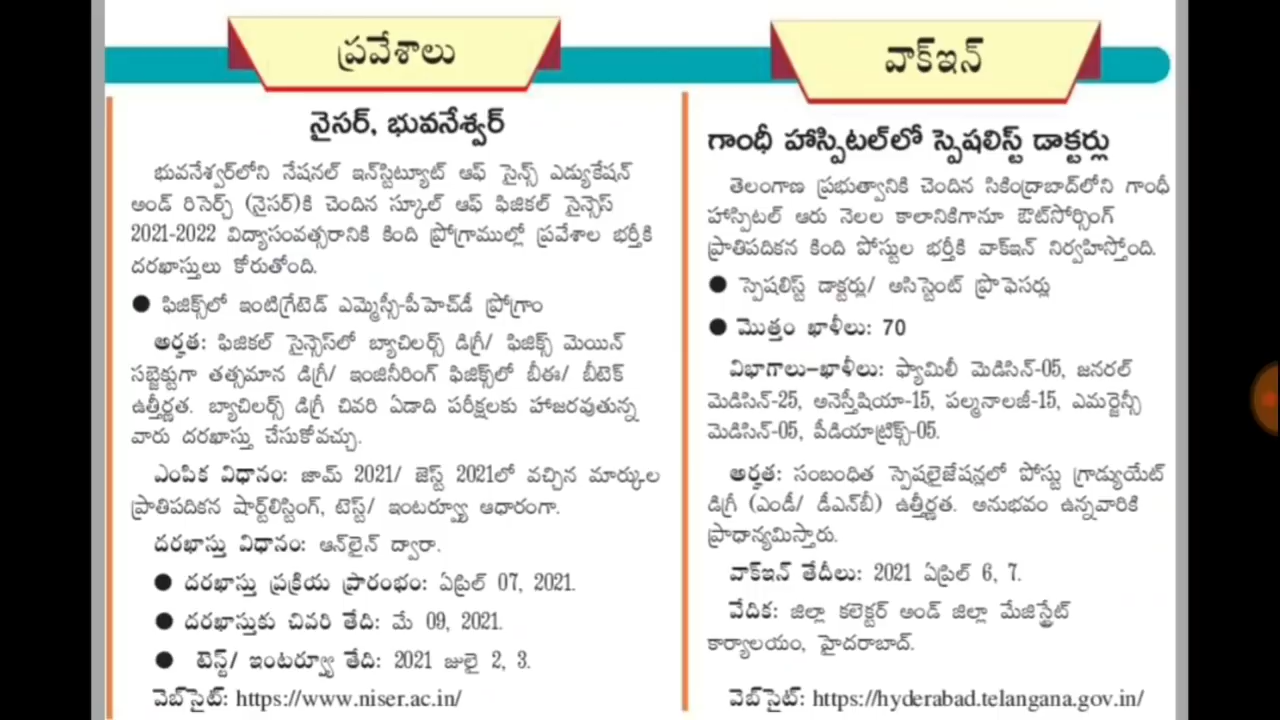 ప్రవేశాలు
నైసర్, భువనేశ్వర్
భువనేశ్వర్‌లోని నేషనల్ ఇన్‌స్టిట్యూట్ ఆఫ్ సైన్స్ ఎడ్యుకేషన్
అండ్ రిసెర్చ్ (నైసర్)కి చెందిన స్కూల్ ఆఫ్ ఫిజికల్ సైన్సెస్
2021-2022 విద్యాసంవత్సరానికి కింది ప్రోగ్రాముల్లో ప్రవేశాల భర్తీకి
దరఖాస్తులు కోరుతోంది.
● ఫిజిక్స్‌లో ఇంటిగ్రేటెడ్ ఎమ్మెస్సీ-పీహెచ్‌డీ ప్రోగ్రాం
అర్హత: ఫిజికల్ సైన్సెస్‌లో బ్యాచిలర్స్ డిగ్రీ/ ఫిజిక్స్ మెయిన్
సబ్జెక్టుగా తత్సమాన డిగ్రీ/ ఇంజినీరింగ్ ఫిజిక్స్‌లో బీఈ/ బీటెక్
ఉత్తీర్ణత. బ్యాచిలర్స్ డిగ్రీ చివరి ఏడాది పరీక్షలకు హాజరవుతున్న
వారు దరఖాస్తు చేసుకోవచ్చు.
ఎంపిక విధానం: జామ్ 2021/ జెస్ట్ 2021లో వచ్చిన మార్కుల
ప్రాతిపదికన షార్ట్‌లిస్టింగ్, టెస్ట్/ ఇంటర్వ్యూ ఆధారంగా.
దరఖాస్తు విధానం: ఆన్‌లైన్ ద్వారా.
● దరఖాస్తు ప్రక్రియ ప్రారంభం: ఏప్రిల్ 07, 2021.
● దరఖాస్తుకు చివరి తేది: మే 09, 2021.
● టెస్ట్/ ఇంటర్వ్యూ తేది: 2021 జులై 2, 3.
వెబ్‌సైట్: https://www.niser.ac.in/
వాక్ఇన్
గాంధీ హాస్పిటల్‌లో స్పెషలిస్ట్ డాక్టర్లు
తెలంగాణ ప్రభుత్వానికి చెందిన సికింద్రాబాద్‌లోని గాంధీ
హాస్పిటల్ ఆరు నెలల కాలానికిగానూ ఔట్‌సోర్సింగ్
ప్రాతిపదికన కింది పోస్టుల భర్తీకి వాక్ఇన్ నిర్వహిస్తోంది.
● స్పెషలిస్ట్ డాక్టర్లు/ అసిస్టెంట్ ప్రొఫెసర్లు
● మొత్తం ఖాళీలు: 70
విభాగాలు-ఖాళీలు: ఫ్యామిలీ మెడిసిన్-05, జనరల్
మెడిసిన్-25, అనెస్తీషియా-15, పల్మనాలజీ-15, ఎమర్జెన్సీ
మెడిసిన్-05, పీడియాట్రిక్స్-05.
అర్హత: సంబంధిత స్పెషలైజేషన్లలో పోస్టు గ్రాడ్యుయేట్
డిగ్రీ (ఎండీ/ డీఎన్‌బీ) ఉత్తీర్ణత. అనుభవం ఉన్నవారికి
ప్రాధాన్యమిస్తారు.
వాక్ఇన్ తేదీలు: 2021 ఏప్రిల్ 6, 7.
వేదిక: జిల్లా కలెక్టర్ అండ్ జిల్లా మేజిస్ట్రేట్
కార్యాలయం, హైదరాబాద్.
వెబ్‌సైట్: https://hyderabad.telangana.gov.in/